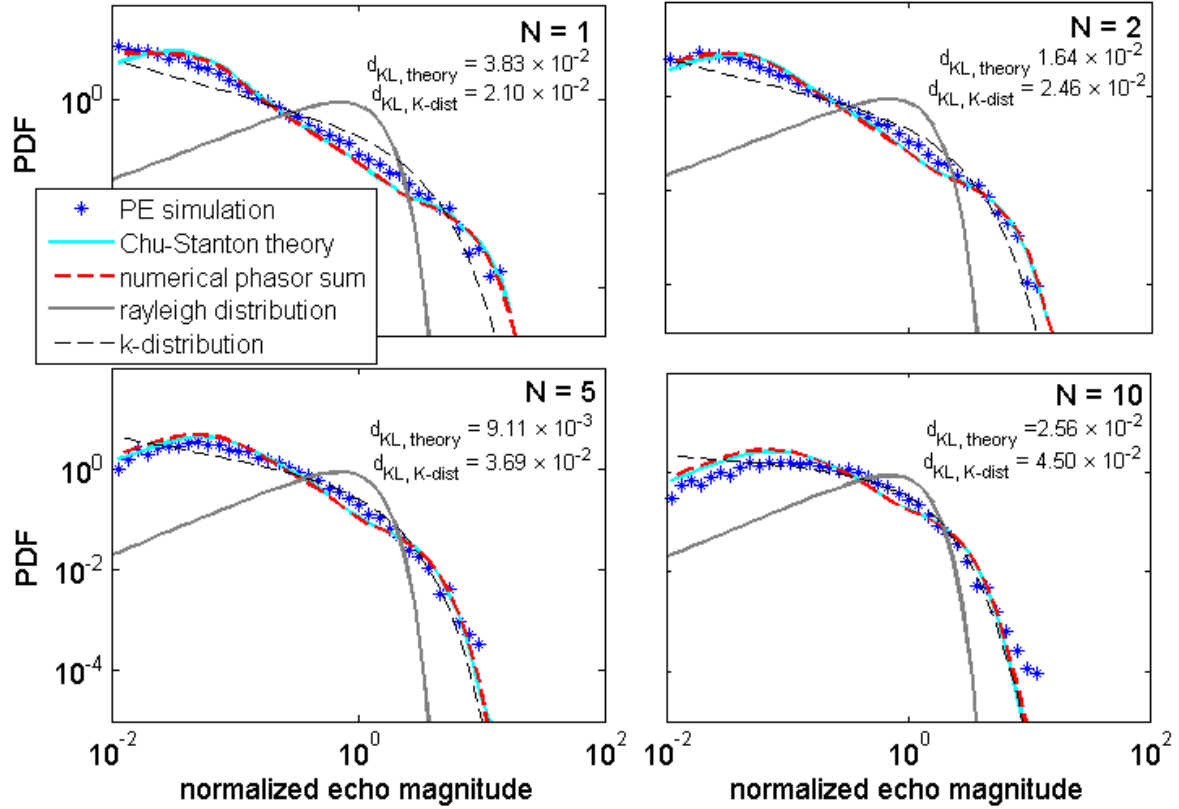 N = 1
d_KL, theory = 3.83 × 10^-2
d_KL, K-dist = 2.10 × 10^-2
10^0
PDF
N = 2
d_KL, theory 1.64 × 10^-2
d_KL, K-dist = 2.46 × 10^-2
PE simulation
Chu-Stanton theory
numerical phasor sum
rayleigh distribution
k-distribution
N = 5
d_KL, theory = 9.11 × 10^-3
d_KL, K-dist = 3.69 × 10^-2
10^0
10^-2
10^-4
PDF
10^-2
10^0
10^2
normalized echo magnitude
N = 10
d_KL, theory =2.56 × 10^-2
d_KL, K-dist = 4.50 × 10^-2
10^-2
10^0
10^2
normalized echo magnitude